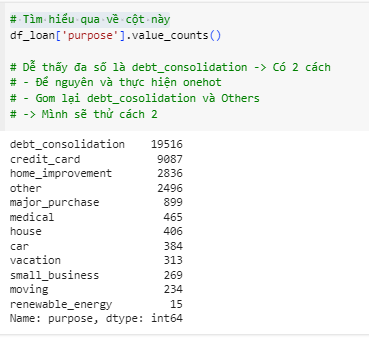 # Tìm hiểu qua về cột này
df_loan['purpose'].value_counts()
# Dễ thấy đa số là debt_consolidation -> Có 2 cách
# - Để nguyên và thực hiện onehot
# - Gom lại debt_cosolidation và Others
# -> Mình sẽ thử cách 2
debt_consolidation 19516
credit_card 9087
home_improvement 2836
other 2496
major_purchase 899
medical 465
house 406
car 384
vacation 313
small_business 269
moving 234
renewable_energy 15
Name: purpose, dtype: int64